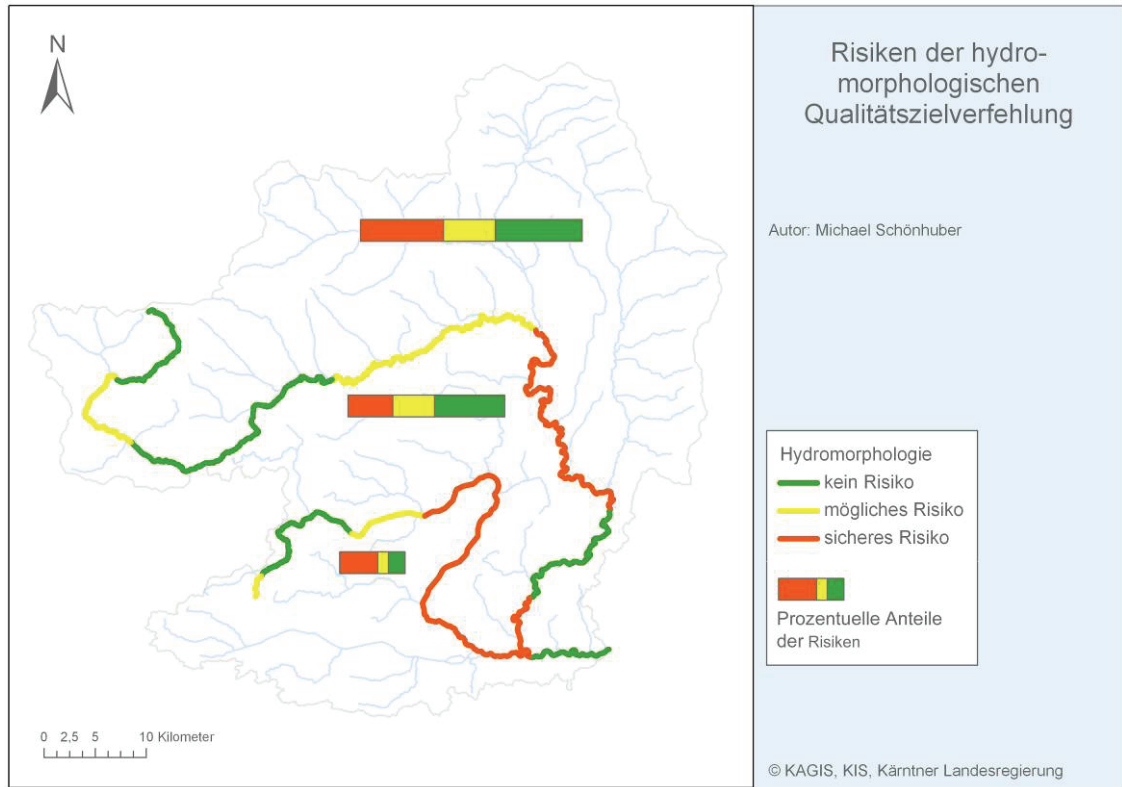 N
0 2,5 5 10 Kilometer
Risiken der hydro-
morphologischen
Qualitätszielverfehlung
Autor: Michael Schönhuber
Hydromorphologie
kein Risiko
mögliches Risiko
sicheres Risiko
Prozentuelle Anteile
der Risiken
© KAGIS, KIS, Kärntner Landesregierung